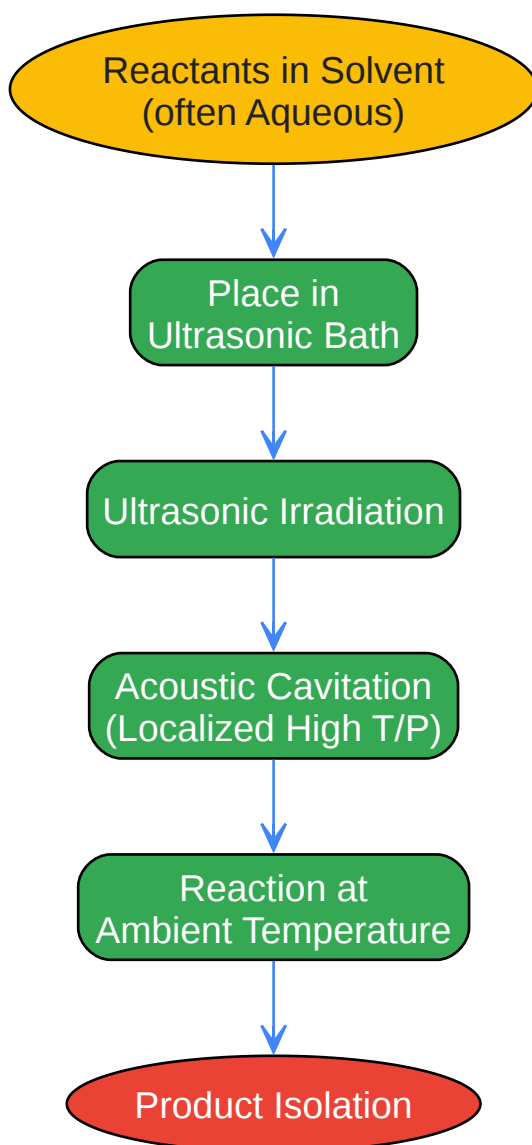 Reactants in Solvent
(often Aqueous)
Place in
Ultrasonic Bath
Ultrasonic Irradiation
Acoustic Cavitation
(Localized High T/P)
Reaction at
Ambient Temperature
Product Isolation